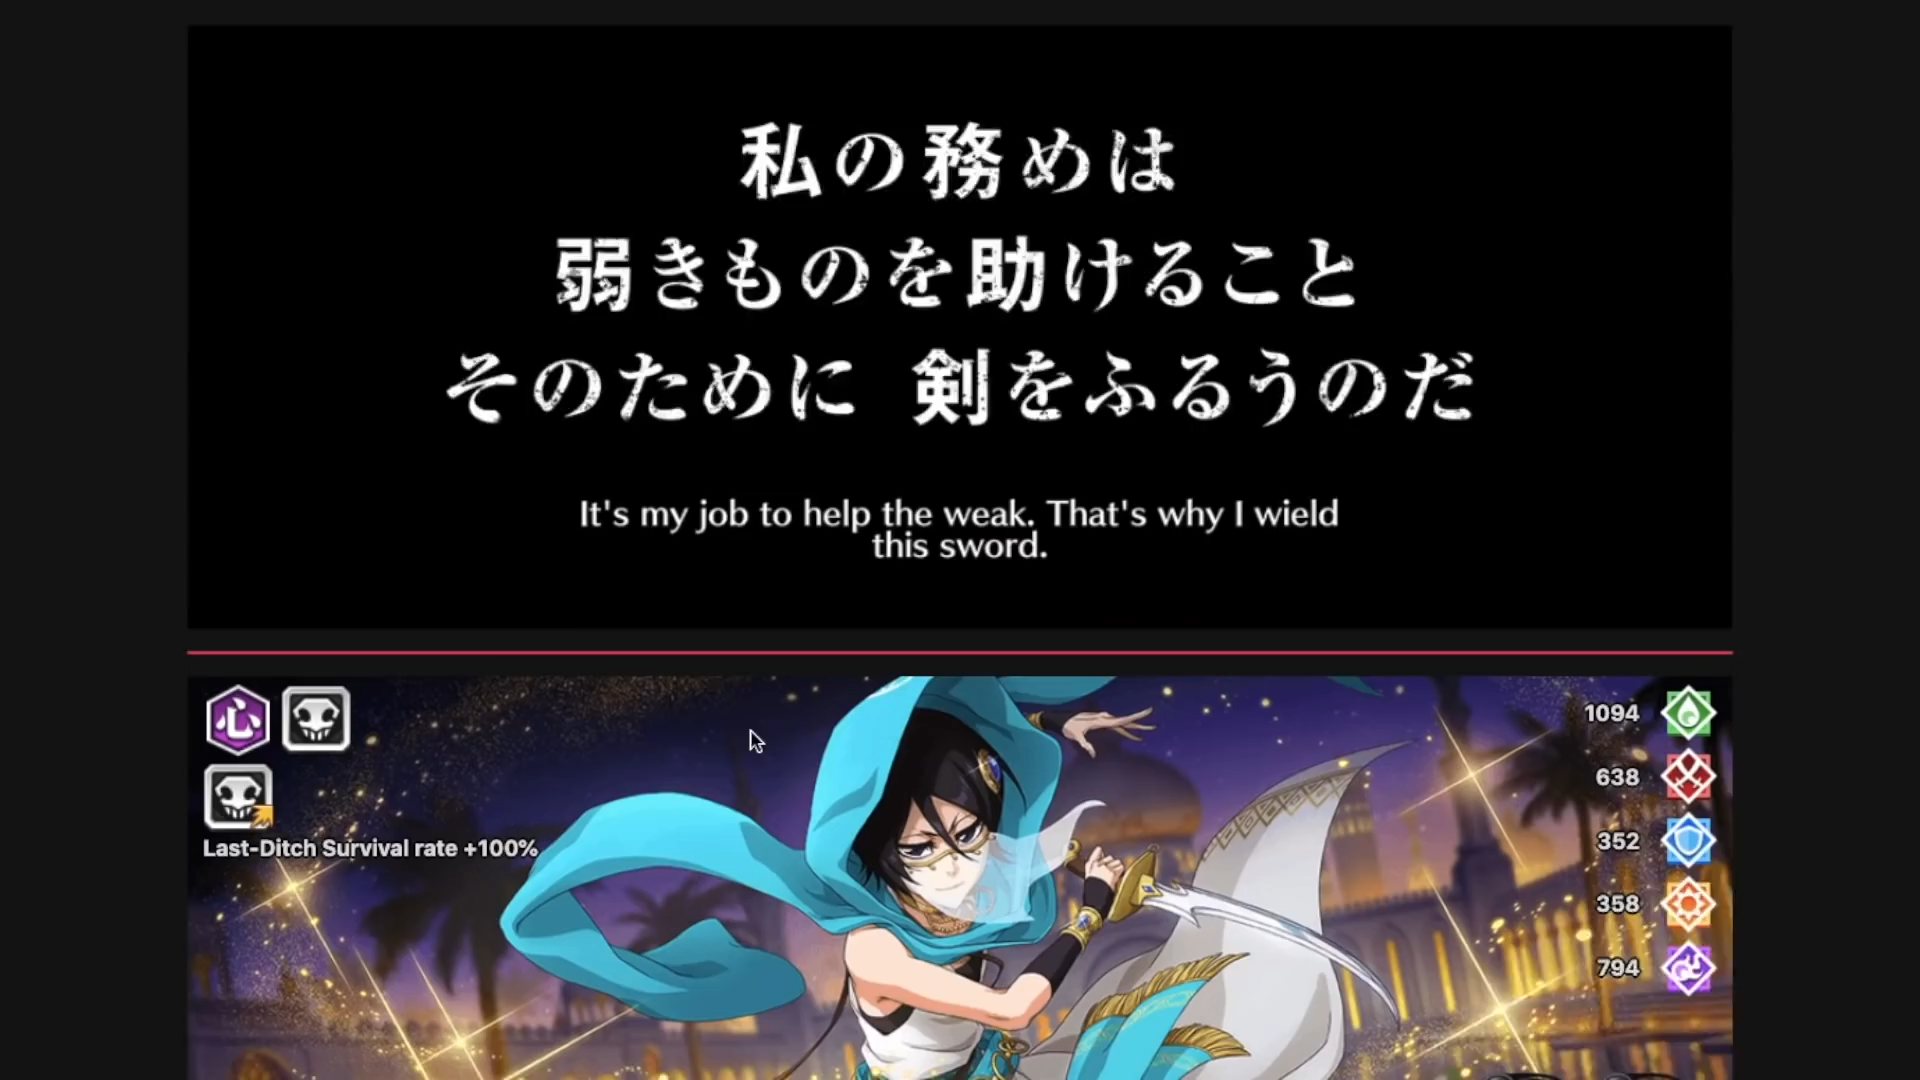 私の務めは
弱きものを助けること
そのために 剣をふるうのだ
It's my job to help the weak. That's why I wield
this sword.
心
Last-Ditch Survival rate +100%
1094
638
352
358
794